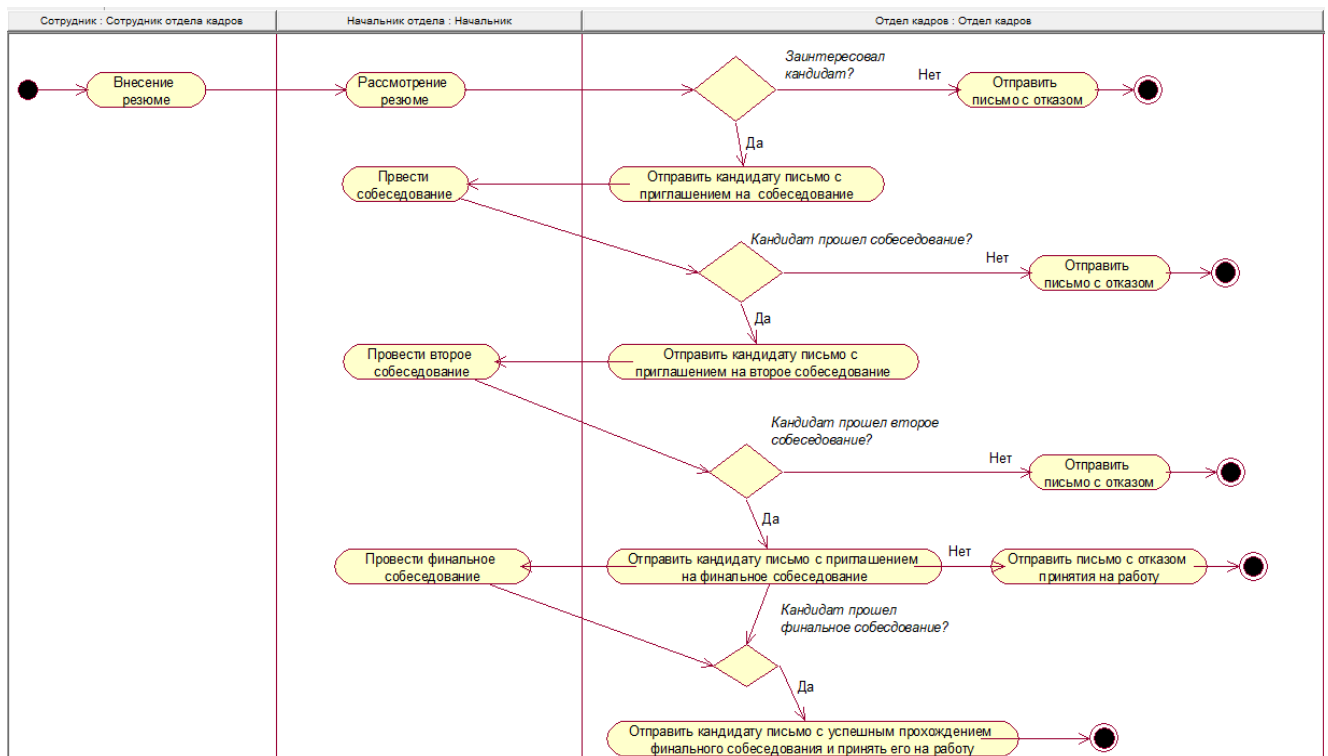 Сотрудник : Сотрудник отдела кадров
Начальник отдела : Начальник
Отдел кадров : Отдел кадров
Внесение
резюме
Рассмотрение
резюме
Заинтересовал
кандидат?
Нет
Отправить
письмо с отказом
Да
Првести
собеседование
Отправить кандидату письмо с
приглашением на собеседование
Кандидат прошел собеседование?
Нет
Отправить
письмо с отказом
Да
Провести второе
собеседование
Отправить кандидату письмо с
приглашением на второе собеседование
Кандидат прошел второе
собеседование?
Нет
Отправить
письмо с отказом
Да
Провести финальное
собеседование
Отправить кандидату письмо с приглашением
на финальное собеседование
Нет
Отправить письмо с отказом
принятия на работу
Кандидат прошел
финальное собесдование?
Да
Отправить кандидату письмо с успешным прохождением
финального собеседования и принять его на работу